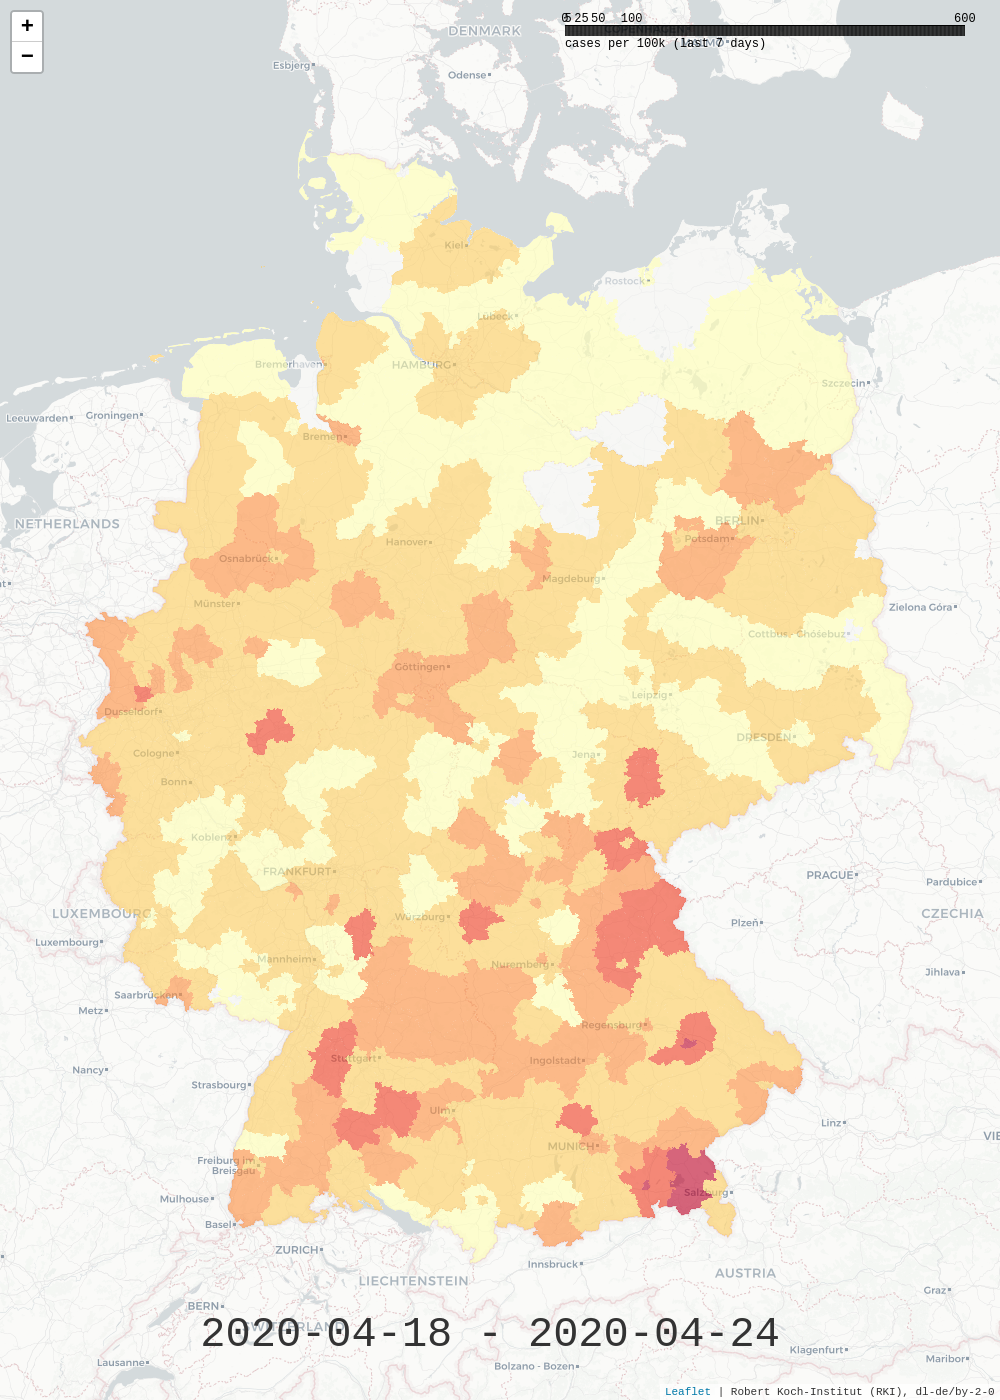 +
−
0 5 25 50 100 600
cases per 100k (last 7 days)
DENMARK
Esbjerg
Odense
Kiel
Rostock
Lübeck
Bremerhaven
HAMBURG
Szczecin
Leeuwarden
Groningen
Bremen
NETHERLANDS
BERLIN
Hanover
Potsdam
Osnabrück
Magdeburg
Münster
Zielona Góra
Cottbus - Chóśebuz
Göttingen
Leipzig
Dusseldorf
DRESDEN
Cologne
Jena
Bonn
Koblenz
FRANKFURT
PRAGUE
Pardubice
LUXEMBOURG
Würzburg
CZECHIA
Plzeň
Luxembourg
Mannheim
Nuremberg
Jihlava
Saarbrücken
Metz
Regensburg
Stuttgart
Ingolstadt
Nancy
Strasbourg
Ulm
Linz
VIE
MUNICH
Freiburg im
Breisgau
Mulhouse
Salzburg
Basel
ZURICH
Innsbruck
LIECHTENSTEIN
AUSTRIA
Graz
BERN
SWITZERLAND
2020-04-18 - 2020-04-24
Klagenfurt
Lausanne
Bolzano - Bozen
Maribor
Leaflet | Robert Koch-Institut (RKI), dl-de/by-2-0